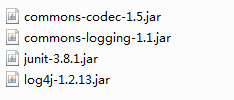 commons-codec-1.5.jar
commons-logging-1.1.jar
junit-3.8.1.jar
log4j-1.2.13.jar